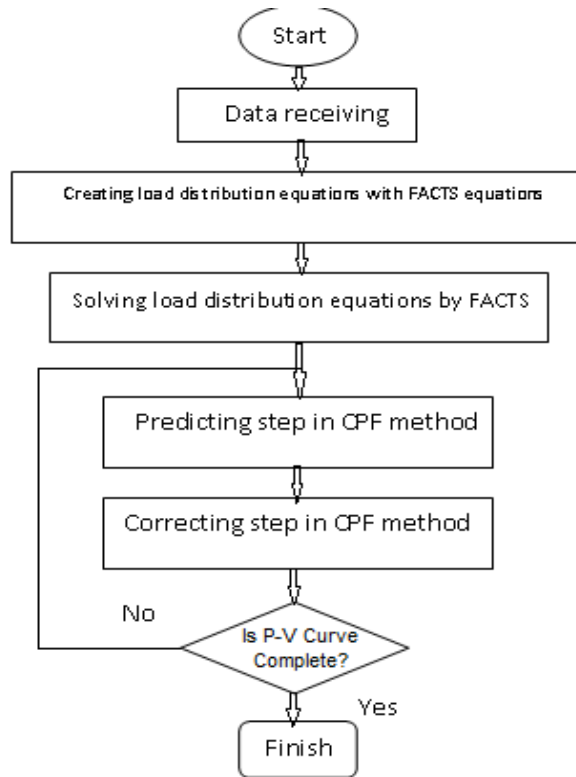 Start
Data receiving
Creating load distribution equations with FACTS equations
Solving load distribution equations by FACTS
Predicting step in CPF method
Correcting step in CPF method
No
Is P-V Curve
Complete?
Yes
Finish